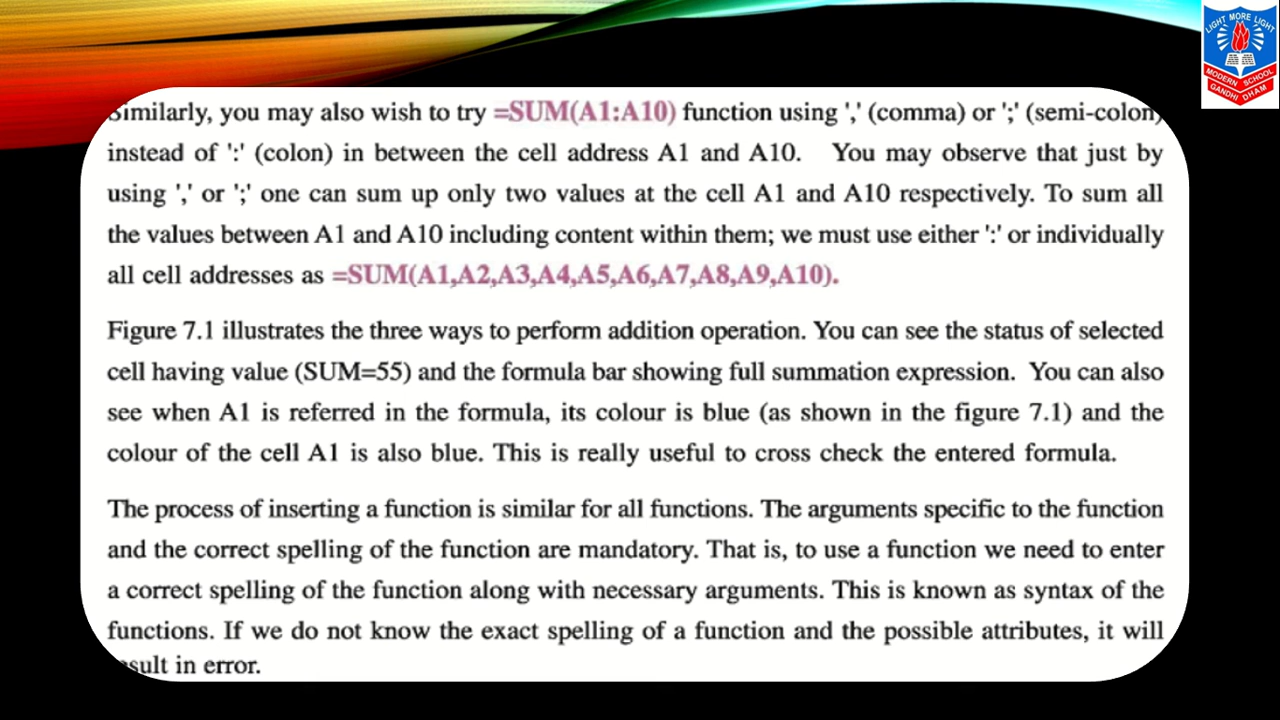 LIGHT MORE LIGHT
MODERN SCHOOL
GANDHI DHAM
Similarly, you may also wish to try =SUM(A1:A10) function using ',' (comma) or ';' (semi-colon)
instead of ':' (colon) in between the cell address A1 and A10. You may observe that just by
using ',' or ';' one can sum up only two values at the cell A1 and A10 respectively. To sum all
the values between A1 and A10 including content within them; we must use either ':' or individually
all cell addresses as =SUM(A1,A2,A3,A4,A5,A6,A7,A8,A9,A10).
Figure 7.1 illustrates the three ways to perform addition operation. You can see the status of selected
cell having value (SUM=55) and the formula bar showing full summation expression. You can also
see when A1 is referred in the formula, its colour is blue (as shown in the figure 7.1) and the
colour of the cell A1 is also blue. This is really useful to cross check the entered formula.
The process of inserting a function is similar for all functions. The arguments specific to the function
and the correct spelling of the function are mandatory. That is, to use a function we need to enter
a correct spelling of the function along with necessary arguments. This is known as syntax of the
functions. If we do not know the exact spelling of a function and the possible attributes, it will
result in error.